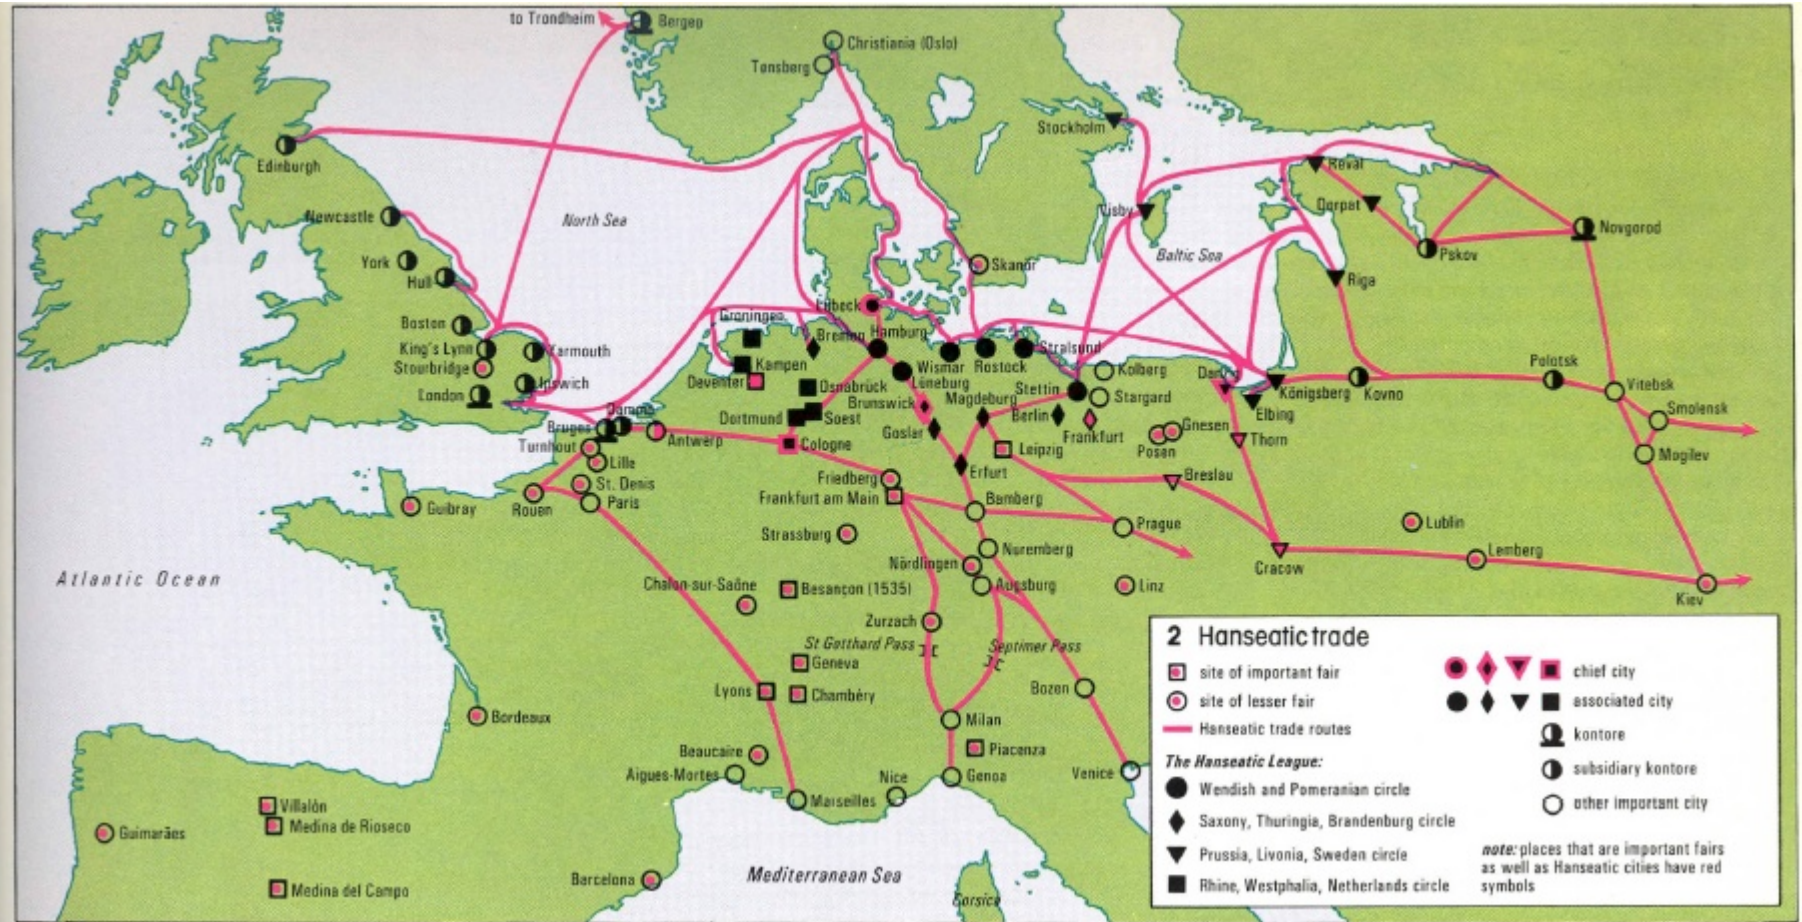 to Trondheim
Bergen
Christiania (Oslo)
Tønsberg
Stockholm
Edinburgh
Reval
Newcastle
North Sea
Visby
Dorpat
Novgorod
York
Baltic Sea
Pskov
Hull
Skanör
Riga
Lübeck
Boston
Groningen
Bremen
Hamburg
King's Lynn
Yarmouth
Stralsund
Stourbridge
Kampen
Wismar
Rostock
Kolberg
Danzig
Polotsk
Deventer
Osnabrück
Lüneburg
Stettin
Königsberg
Kovno
Vitebsk
London
Ipswich
Brunswick
Magdeburg
Stargard
Elbing
Smolensk
Damme
Dortmund
Soest
Berlin
Bruges
Antwerp
Goslar
Frankfurt
Gnesen
Thorn
Turnhout
Cologne
Leipzig
Posen
Mogilev
Lille
Erfurt
Breslau
St. Denis
Friedberg
Paris
Frankfurt am Main
Bamberg
Guibray
Rouen
Prague
Lublin
Strassburg
Nuremberg
Lemberg
Nördlingen
Cracow
Atlantic Ocean
Chalon-sur-Saône
Besançon (1535)
Augsburg
Linz
Kiev
Zurzach
St Gotthard Pass
Septimer Pass
Geneva
Lyons
Chambéry
Bozen
Bordeaux
Milan
Beaucaire
Piacenza
Aigues-Mortes
Nice
Genoa
Venice
Marseilles
Villalón
Medina de Rioseco
Guimarães
Barcelona
Mediterranean Sea
Medina del Campo
Corsica
2 Hanseatic trade
site of important fair
site of lesser fair
Hanseatic trade routes
The Hanseatic League:
Wendish and Pomeranian circle
Saxony, Thuringia, Brandenburg circle
Prussia, Livonia, Sweden circle
Rhine, Westphalia, Netherlands circle
chief city
associated city
kontore
subsidiary kontore
other important city
note: places that are important fairs
as well as Hanseatic cities have red
symbols